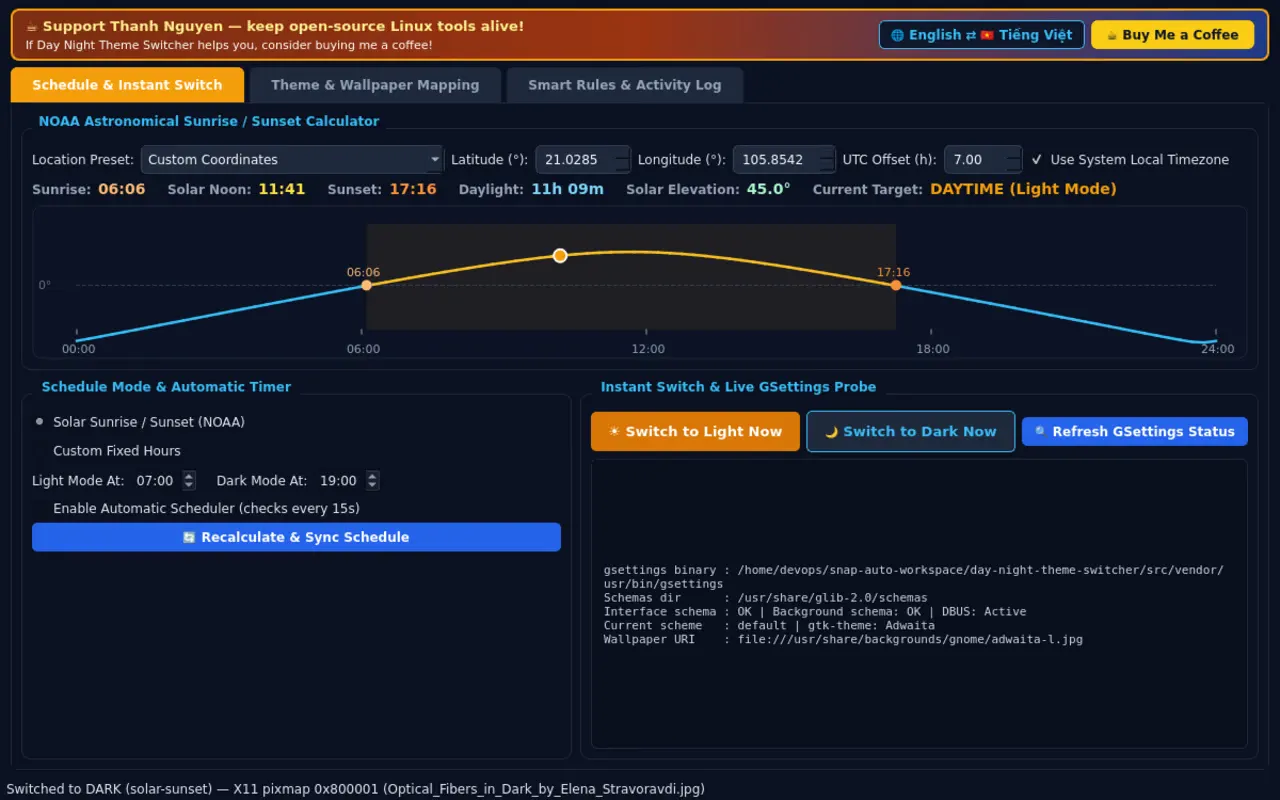 ☕ Support Thanh Nguyen — keep open-source Linux tools alive!
If Day Night Theme Switcher helps you, consider buying me a coffee!
🌐 English ⇄ 🇻🇳 Tiếng Việt
☕ Buy Me a Coffee
Schedule & Instant Switch
Theme & Wallpaper Mapping
Smart Rules & Activity Log
NOAA Astronomical Sunrise / Sunset Calculator
Location Preset: Custom Coordinates Latitude (°): 21.0285 Longitude (°): 105.8542 UTC Offset (h): 7.00 ✓ Use System Local Timezone
Sunrise: 06:06 Solar Noon: 11:41 Sunset: 17:16 Daylight: 11h 09m Solar Elevation: 45.0° Current Target: DAYTIME (Light Mode)
06:06 17:16
0°
00:00 06:00 12:00 18:00 24:00
Schedule Mode & Automatic Timer
Solar Sunrise / Sunset (NOAA)
Custom Fixed Hours
Light Mode At: 07:00 Dark Mode At: 19:00
Enable Automatic Scheduler (checks every 15s)
🔄 Recalculate & Sync Schedule
Instant Switch & Live GSettings Probe
☀ Switch to Light Now
🌙 Switch to Dark Now
🔍 Refresh GSettings Status
gsettings binary : /home/devops/snap-auto-workspace/day-night-theme-switcher/src/vendor/
usr/bin/gsettings
Schemas dir : /usr/share/glib-2.0/schemas
Interface schema : OK | Background schema: OK | DBUS: Active
Current scheme : default | gtk-theme: Adwaita
Wallpaper URI : file:///usr/share/backgrounds/gnome/adwaita-l.jpg
Switched to DARK (solar-sunset) — X11 pixmap 0x800001 (Optical_Fibers_in_Dark_by_Elena_Stravoravdi.jpg)